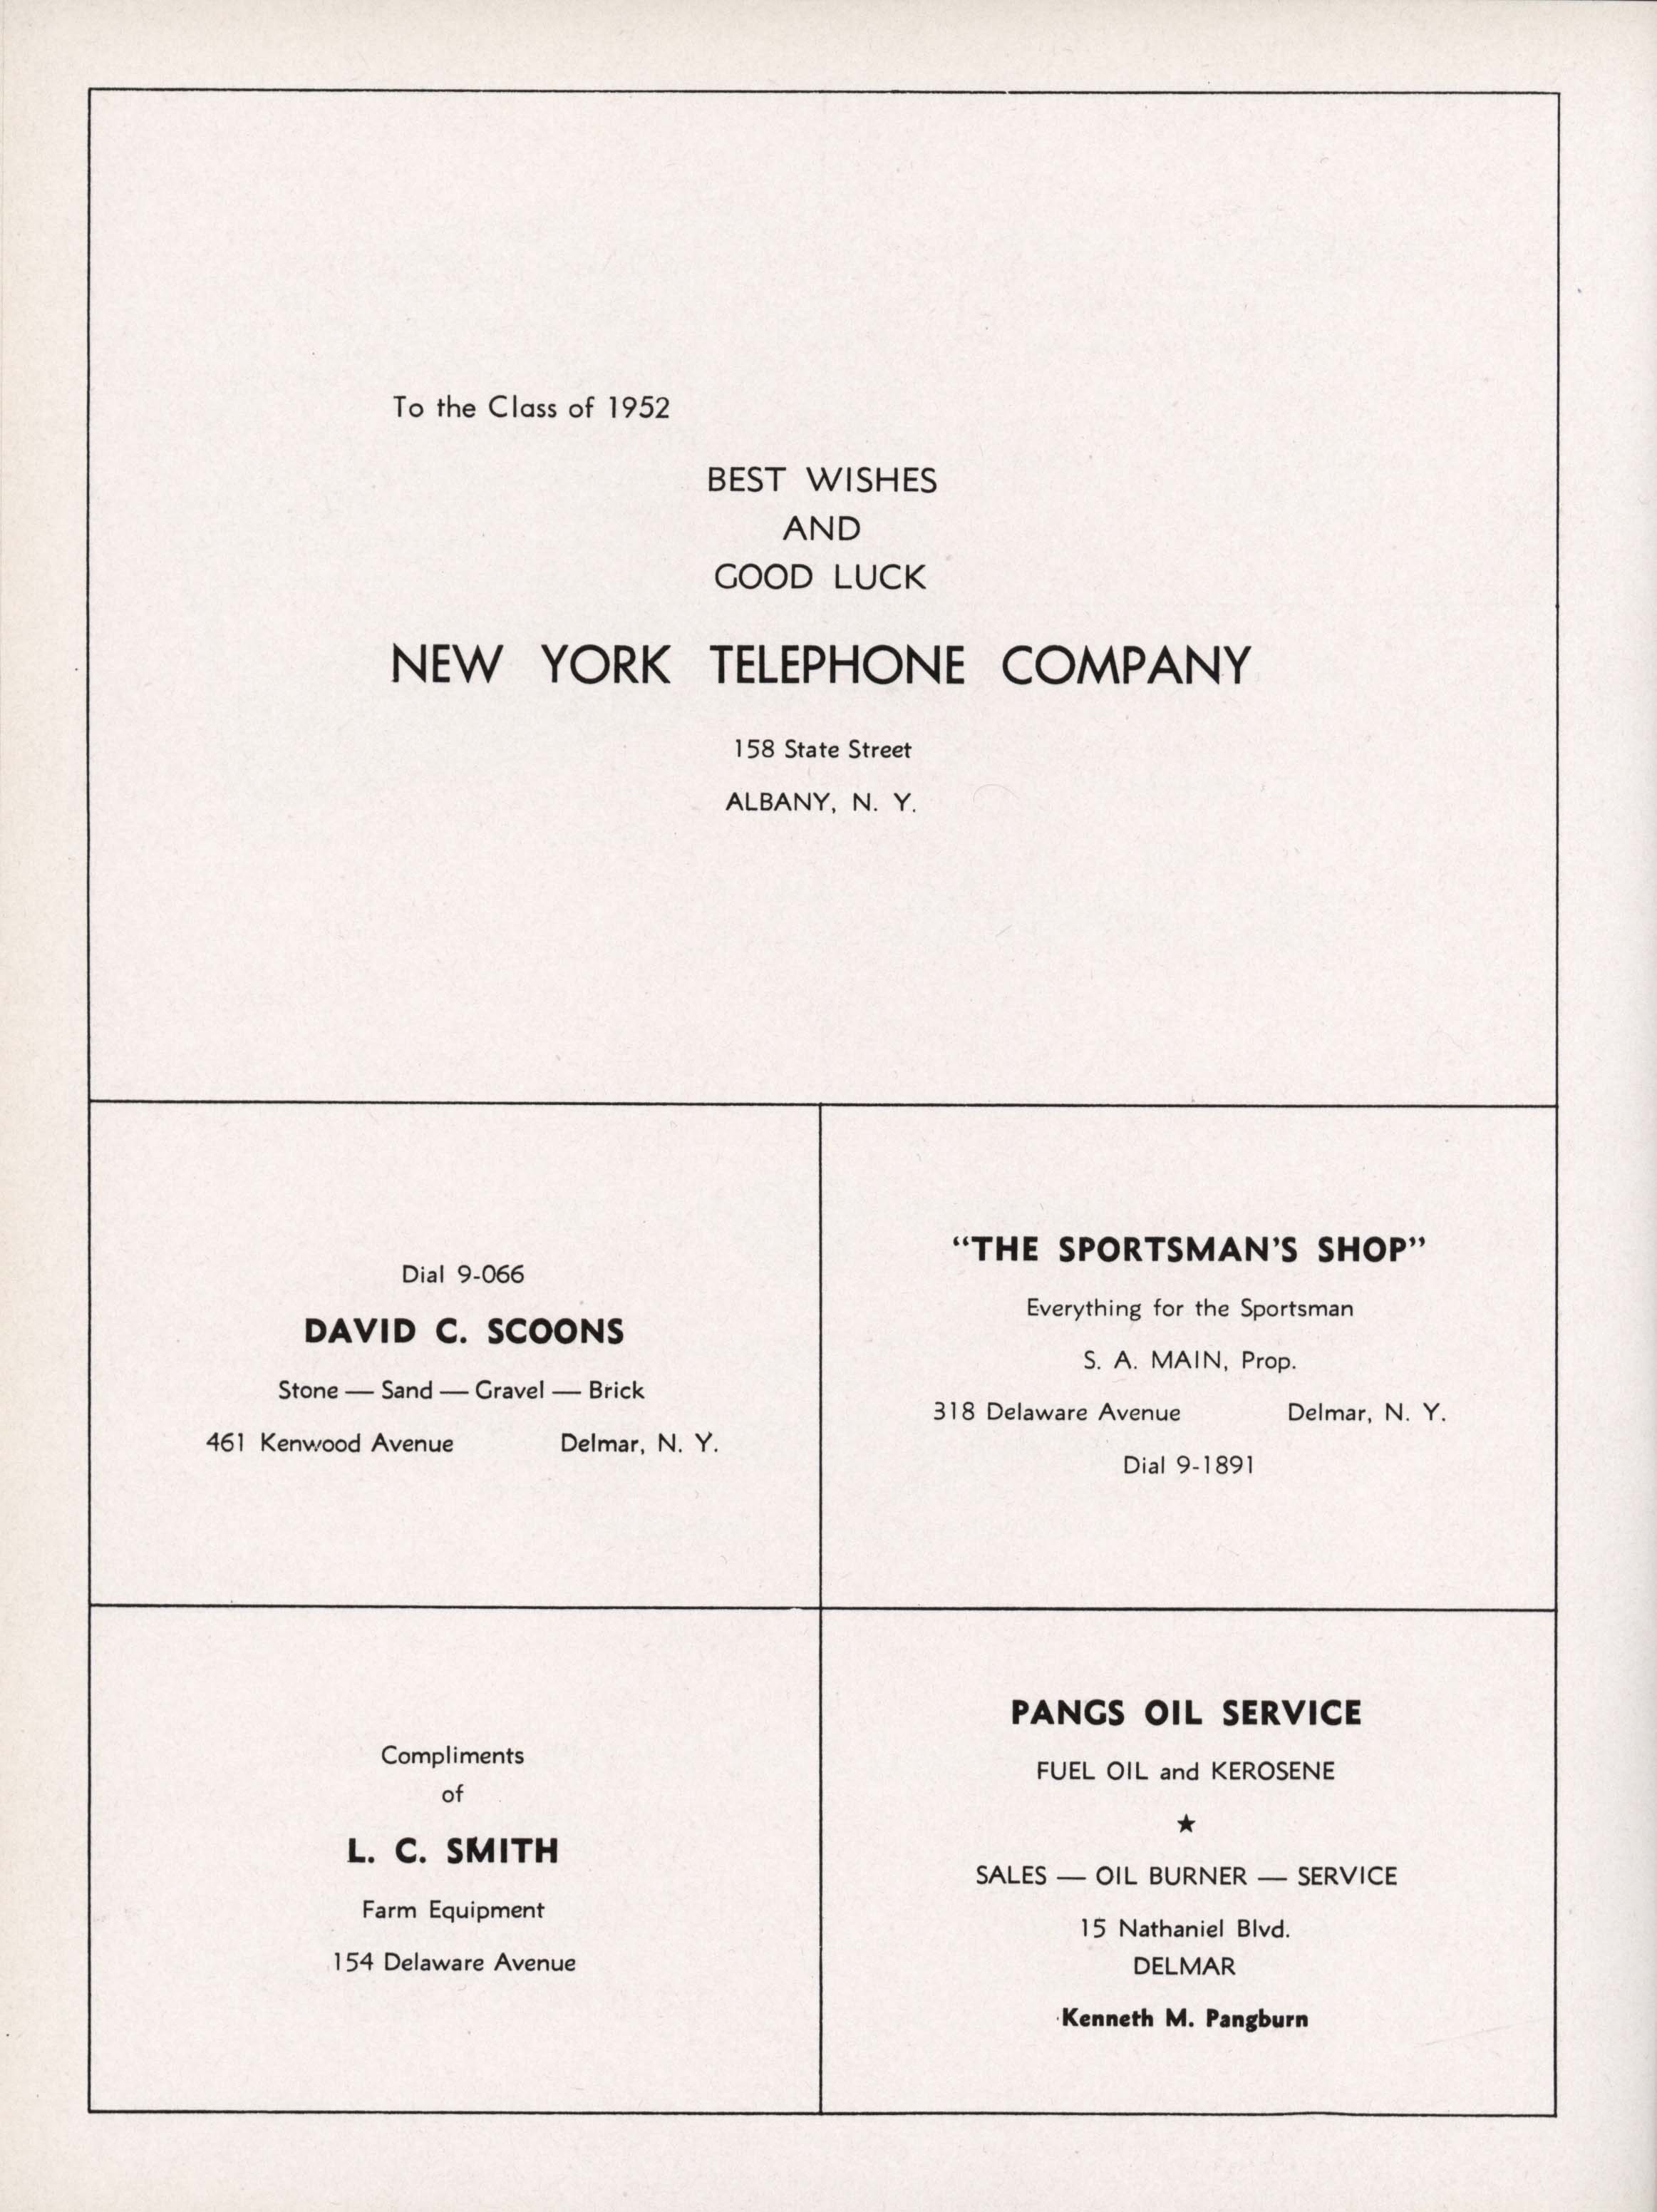 To the Class of 1952
BEST WISHES
AND
GOOD LUCK
NEW YORK TELEPHONE COMPANY
158 State Street
ALBANY, N. Y.
Dial 9-066
DAVID C. SCOONS
Stone — Sand — Gravel — Brick
461 Kenwood Avenue Delmar, N. Y.
“THE SPORTSMAN’S SHOP”
Everything for the Sportsman
S. A. MAIN, Prop.
318 Delaware Avenue Delmar, N. Y.
Dial 9-1891
Compliments
of
L. C. SMITH
Farm Equipment
154 Delaware Avenue
PANGS OIL SERVICE
FUEL OIL and KEROSENE
★
SALES — OIL BURNER — SERVICE
15 Nathaniel Blvd.
DELMAR
Kenneth M. Pangburn